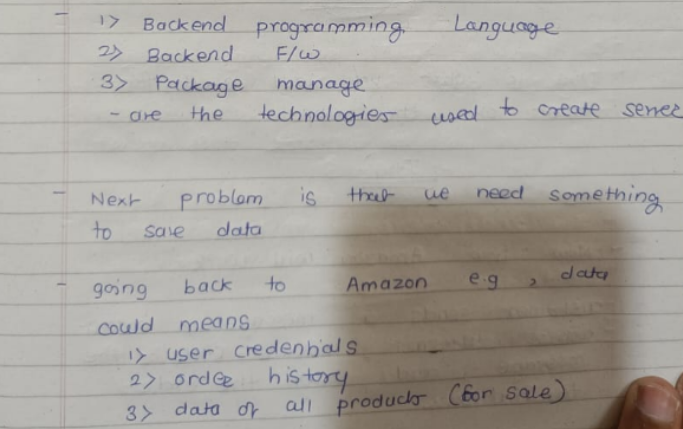 - 1> Backend programming Language
2> Backend F/W
3> Package manage
- are the technologies used to create server
- Next problem is that we need something
to save data
- going back to Amazon e.g , data
could means
1> user credentials
2> order history
3> data of all products (for sale)